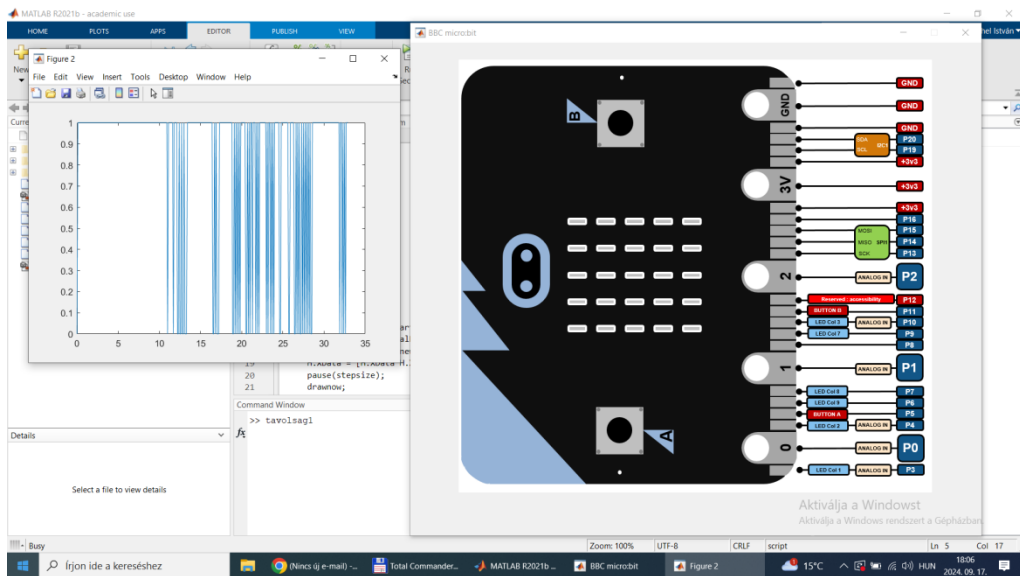 MATLAB R2021b - academic use
HOME PLOTS APPS EDITOR PUBLISH VIEW
nel István
New
Figure 2
File Edit View Insert Tools Desktop Window Help
1
0.9
0.8
0.7
0.6
0.5
0.4
0.3
0.2
0.1
0
0 5 10 15 20 25 30 35
20 pause(stepsize);
21 drawnow;
Command Window
>> tavolsag1
fx
Details
Select a file to view details
BBC micro:bit
B
A
GND
3V
2
1
0
GND
GND
GND
SDA
SCL
I2C1
P20
P19
+3v3
+3v3
+3v3
P16
MOSI
MISO SPI1
SCK
P15
P14
P13
ANALOG IN P2
Reserved : accessibility P12
BUTTON B P11
LED Col 3 ANALOG IN P10
LED Col 7 P9
P8
ANALOG IN P1
LED Col 8 P7
LED Col 9 P6
BUTTON A P5
LED Col 2 ANALOG IN P4
ANALOG IN P0
LED Col 1 ANALOG IN P3
Aktiválja a Windowst
Aktiválja a Windows rendszert a Gépházban.
Busy
Zoom: 100% UTF-8 CRLF script Ln 5 Col 17
Írjon ide a kereséshez
(Nincs új e-mail) -...
Total Commander...
MATLAB R2021b ...
BBC micro:bit
Figure 2
15°C
HUN
18:06
2024. 09. 17.